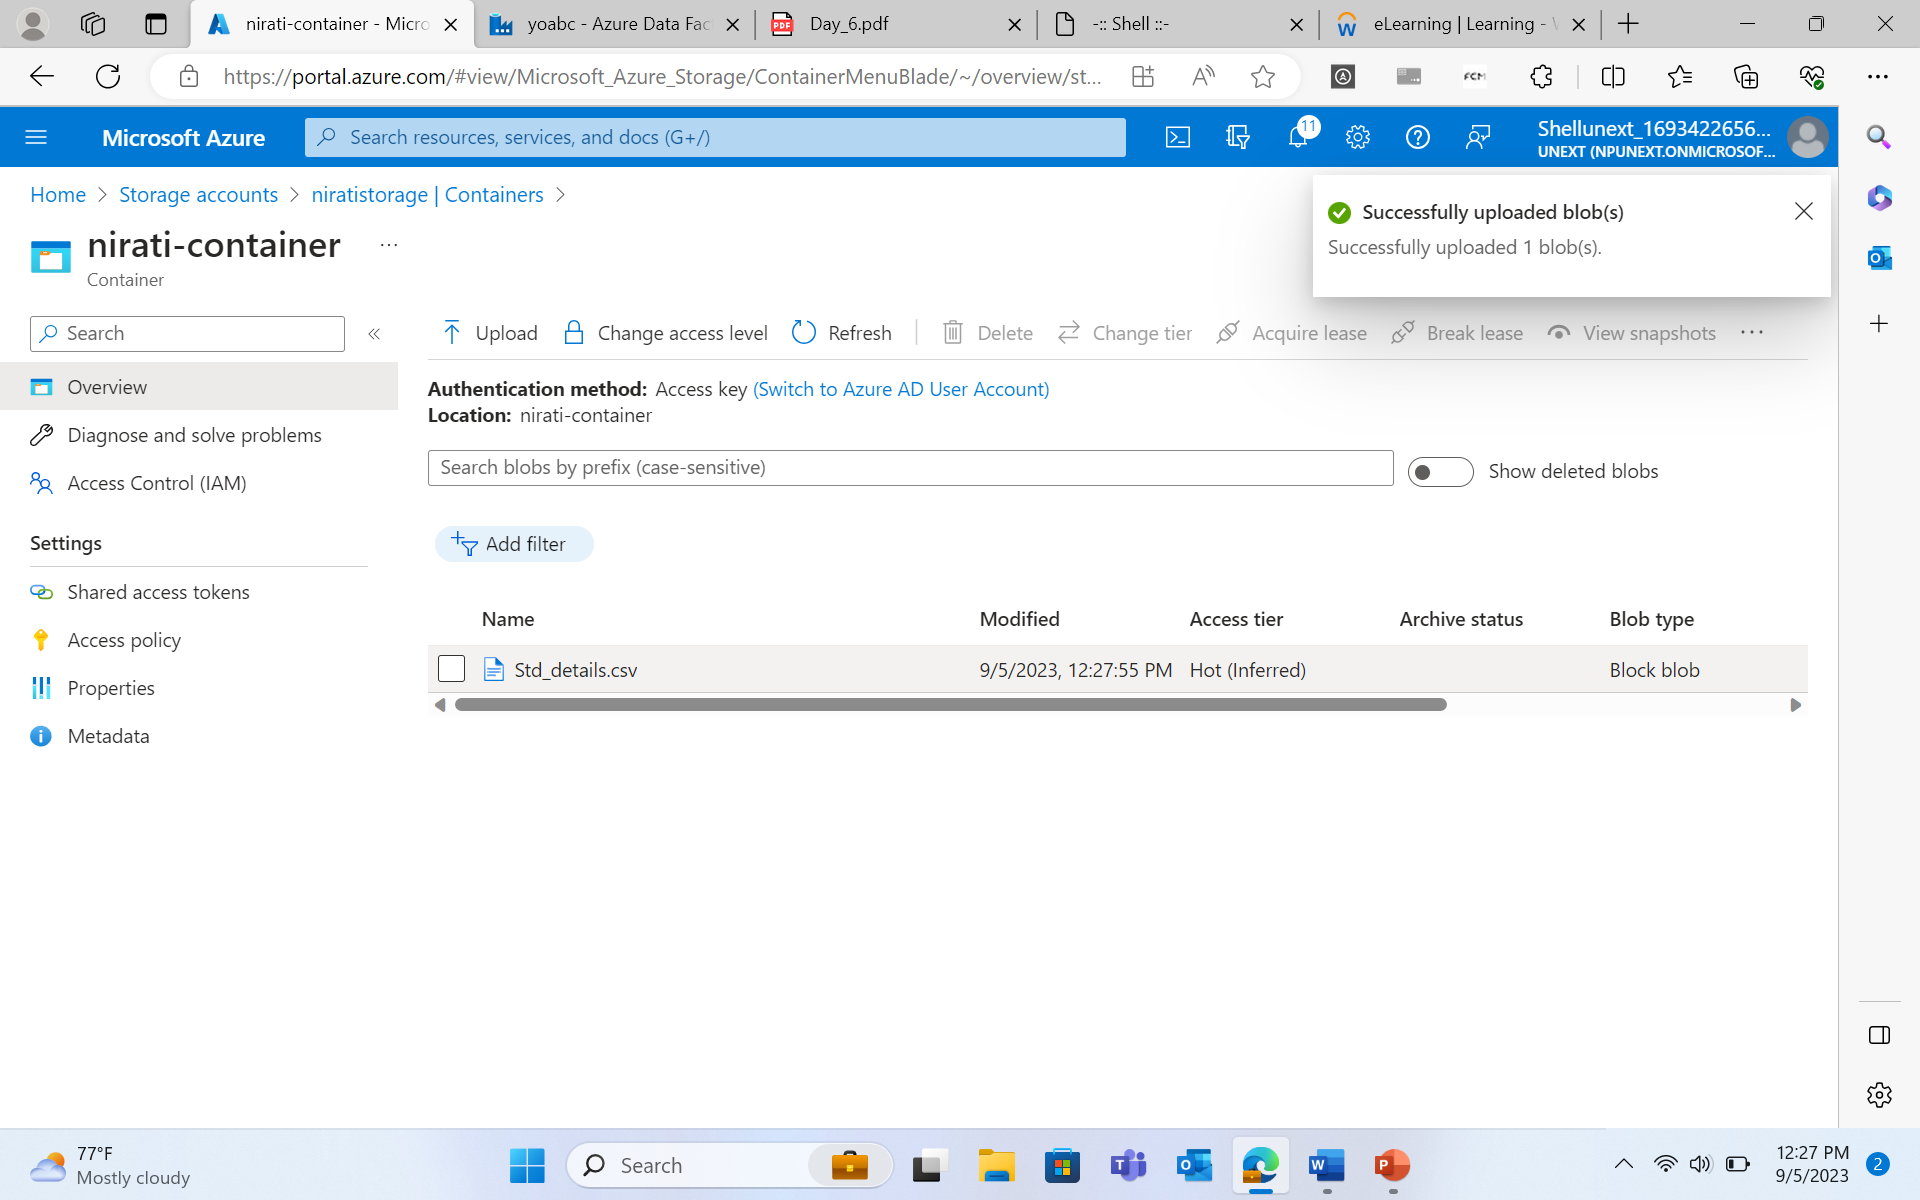 nirati-container - Micro
yoabc - Azure Data Fac
Day_6.pdf
-:: Shell ::-
eLearning | Learning -
https://portal.azure.com/#view/Microsoft_Azure_Storage/ContainerMenuBlade/~/overview/st...
FCM
Microsoft Azure
Search resources, services, and docs (G+/)
11
Shellunext_1693422656...
UNEXT (NPUNEXT.ONMICROSOF...
Home > Storage accounts > niratistorage | Containers >
Successfully uploaded blob(s)
Successfully uploaded 1 blob(s).
nirati-container ...
Container
Search
Upload
Change access level
Refresh
Delete
Change tier
Acquire lease
Break lease
View snapshots
...
Overview
Diagnose and solve problems
Access Control (IAM)
Settings
Shared access tokens
Access policy
Properties
Metadata
Authentication method: Access key (Switch to Azure AD User Account)
Location: nirati-container
Search blobs by prefix (case-sensitive)
Show deleted blobs
Add filter
Name Modified Access tier Archive status Blob type
Std_details.csv 9/5/2023, 12:27:55 PM Hot (Inferred) Block blob
77°F
Mostly cloudy
Search
12:27 PM
9/5/2023
2